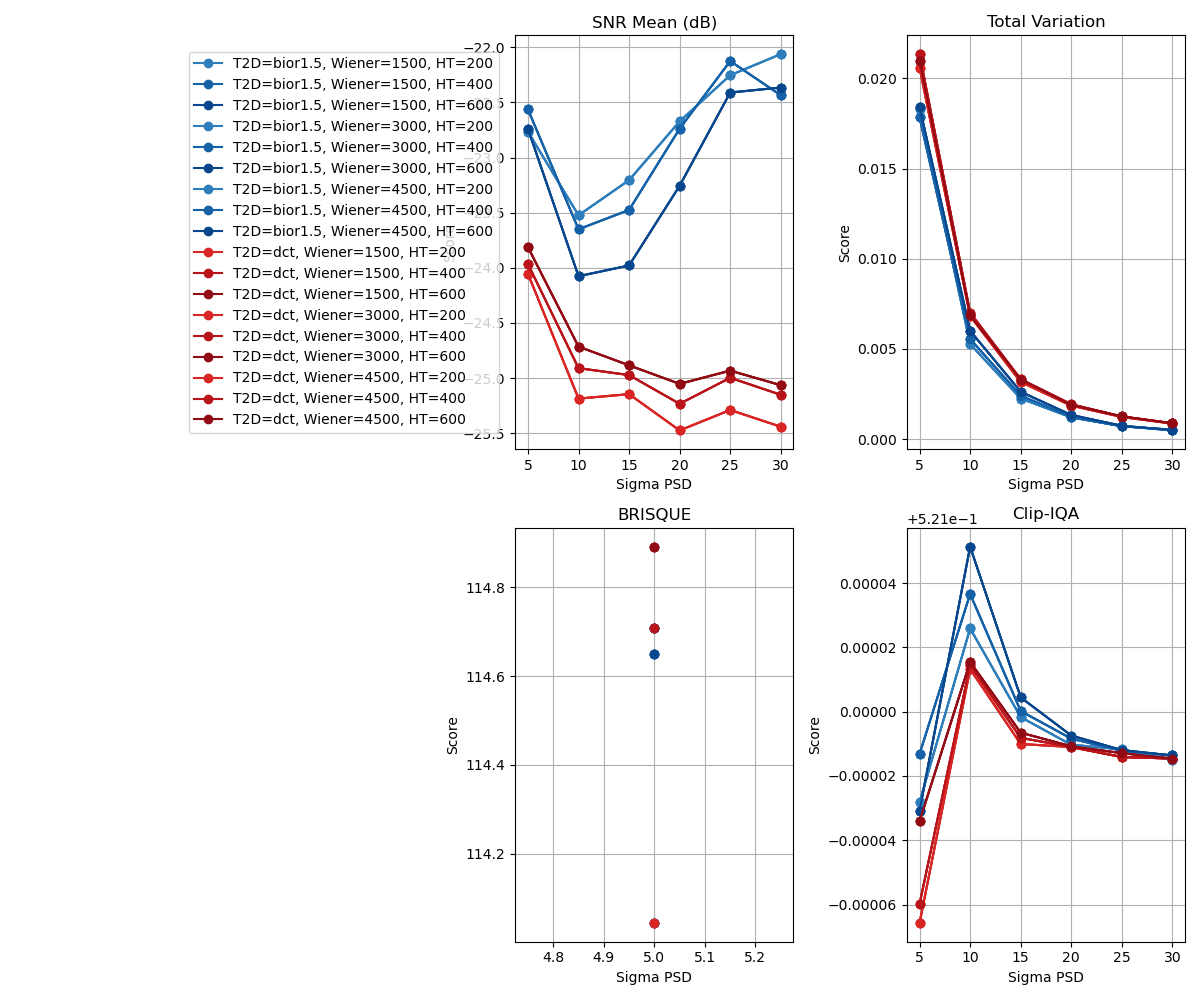 SNR Mean (dB)
−22.0
−23.0
−24.0
−24.5
−25.0
−25.5
5 10 15 20 25 30
Sigma PSD
T2D=bior1.5, Wiener=1500, HT=200
T2D=bior1.5, Wiener=1500, HT=400
T2D=bior1.5, Wiener=1500, HT=600
T2D=bior1.5, Wiener=3000, HT=200
T2D=bior1.5, Wiener=3000, HT=400
T2D=bior1.5, Wiener=3000, HT=600
T2D=bior1.5, Wiener=4500, HT=200
T2D=bior1.5, Wiener=4500, HT=400
T2D=bior1.5, Wiener=4500, HT=600
T2D=dct, Wiener=1500, HT=200
T2D=dct, Wiener=1500, HT=400
T2D=dct, Wiener=1500, HT=600
T2D=dct, Wiener=3000, HT=200
T2D=dct, Wiener=3000, HT=400
T2D=dct, Wiener=3000, HT=600
T2D=dct, Wiener=4500, HT=200
T2D=dct, Wiener=4500, HT=400
T2D=dct, Wiener=4500, HT=600
Total Variation
Score
0.020
0.015
0.010
0.005
0.000
5 10 15 20 25 30
Sigma PSD
BRISQUE
Score
114.8
114.6
114.4
114.2
4.8 4.9 5.0 5.1 5.2
Sigma PSD
Clip-IQA
+5.21e−1
Score
0.00004
0.00002
0.00000
−0.00002
−0.00004
−0.00006
5 10 15 20 25 30
Sigma PSD